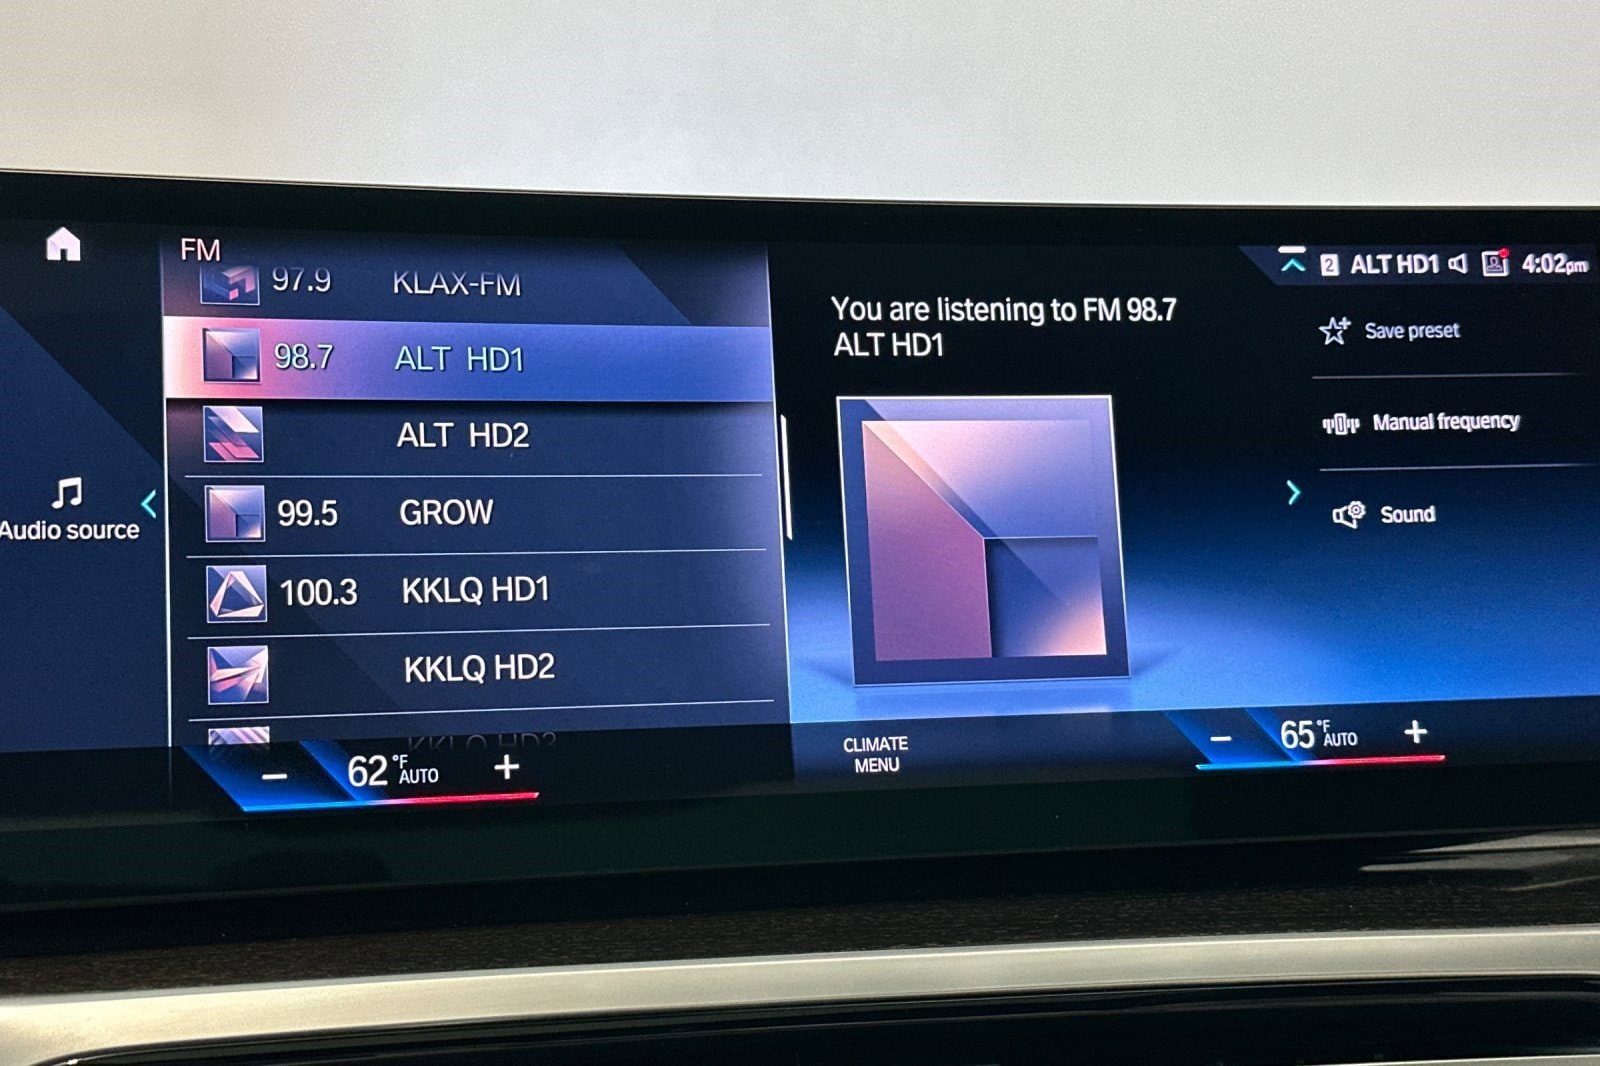 FM
97.9 KLAX-FM
98.7 ALT HD1
ALT HD2
99.5 GROW
100.3 KKLQ HD1
KKLQ HD2
Audio source
You are listening to FM 98.7
ALT HD1
2 ALT HD1 4:02pm
Save preset
Manual frequency
Sound
62 °F AUTO
CLIMATE
MENU
65 °F AUTO